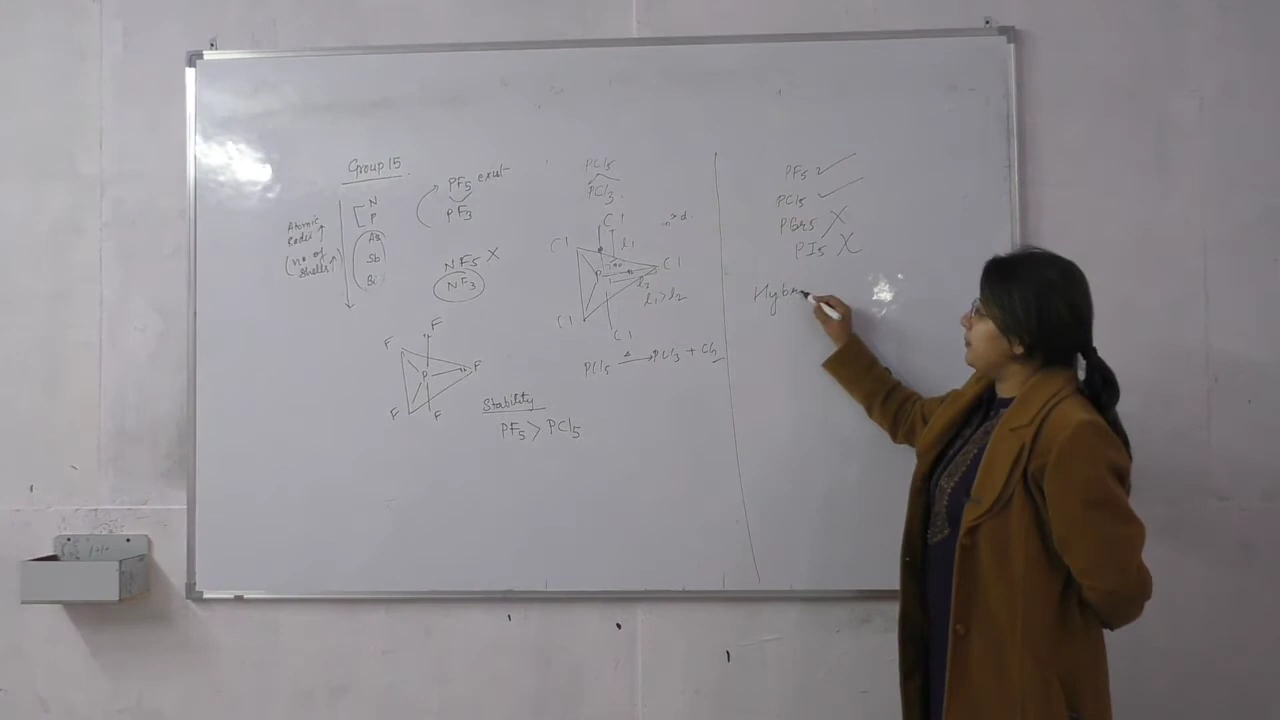 Group 15
N
P
As
Sb
Bi
Atomic
Radii ↑
(no. of
shells ↑)
PF5 exist
PF3
NF5 X
NF3
F
F
P
F
F
F
Stability
PF5 > PCl5
PCl5
PCl3
Cl
Cl
l1
P
Cl
l2
l1 > l2
Cl
Cl
PCl5 Δ→ PCl3 + Cl2
PF5 ✓
PCl5 ✓
PBr5 X
PI5 X
Hybr